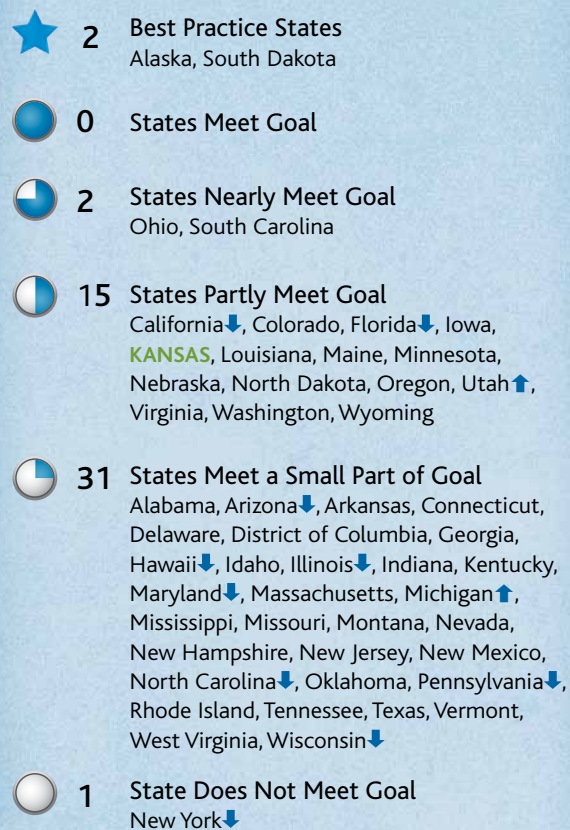 2 Best Practice States
Alaska, South Dakota
0 States Meet Goal
2 States Nearly Meet Goal
Ohio, South Carolina
15 States Partly Meet Goal
California⬇, Colorado, Florida⬇, Iowa,
KANSAS, Louisiana, Maine, Minnesota,
Nebraska, North Dakota, Oregon, Utah⬆,
Virginia, Washington, Wyoming
31 States Meet a Small Part of Goal
Alabama, Arizona⬇, Arkansas, Connecticut,
Delaware, District of Columbia, Georgia,
Hawaii⬇, Idaho, Illinois⬇, Indiana, Kentucky,
Maryland⬇, Massachusetts, Michigan⬆,
Mississippi, Missouri, Montana, Nevada,
New Hampshire, New Jersey, New Mexico,
North Carolina⬇, Oklahoma, Pennsylvania⬇,
Rhode Island, Tennessee, Texas, Vermont,
West Virginia, Wisconsin⬇
1 State Does Not Meet Goal
New York⬇